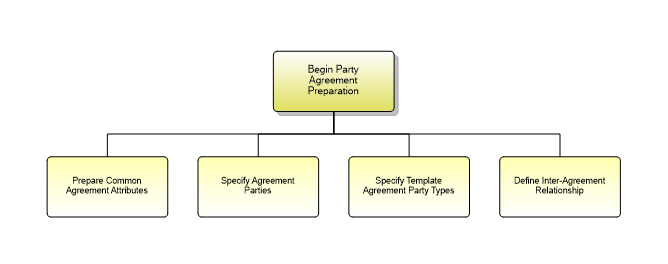 Begin Party
Agreement
Preparation
Prepare Common
Agreement Attributes
Specify Agreement
Parties
Specify Template
Agreement Party Types
Define Inter-Agreement
Relationship